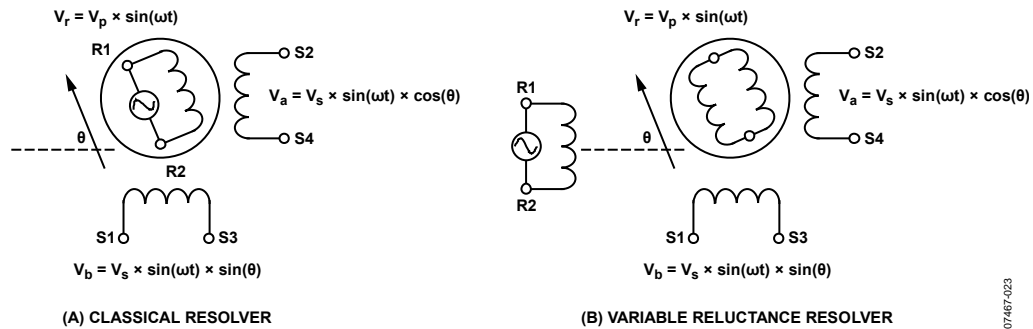 V_r = V_p × sin(ωt)
R1
S2
V_a = V_s × sin(ωt) × cos(θ)
S4
θ
R2
S1
S3
V_b = V_s × sin(ωt) × sin(θ)
(A) CLASSICAL RESOLVER
V_r = V_p × sin(ωt)
S2
R1
V_a = V_s × sin(ωt) × cos(θ)
θ
S4
R2
S1
S3
V_b = V_s × sin(ωt) × sin(θ)
(B) VARIABLE RELUCTANCE RESOLVER
07467-023